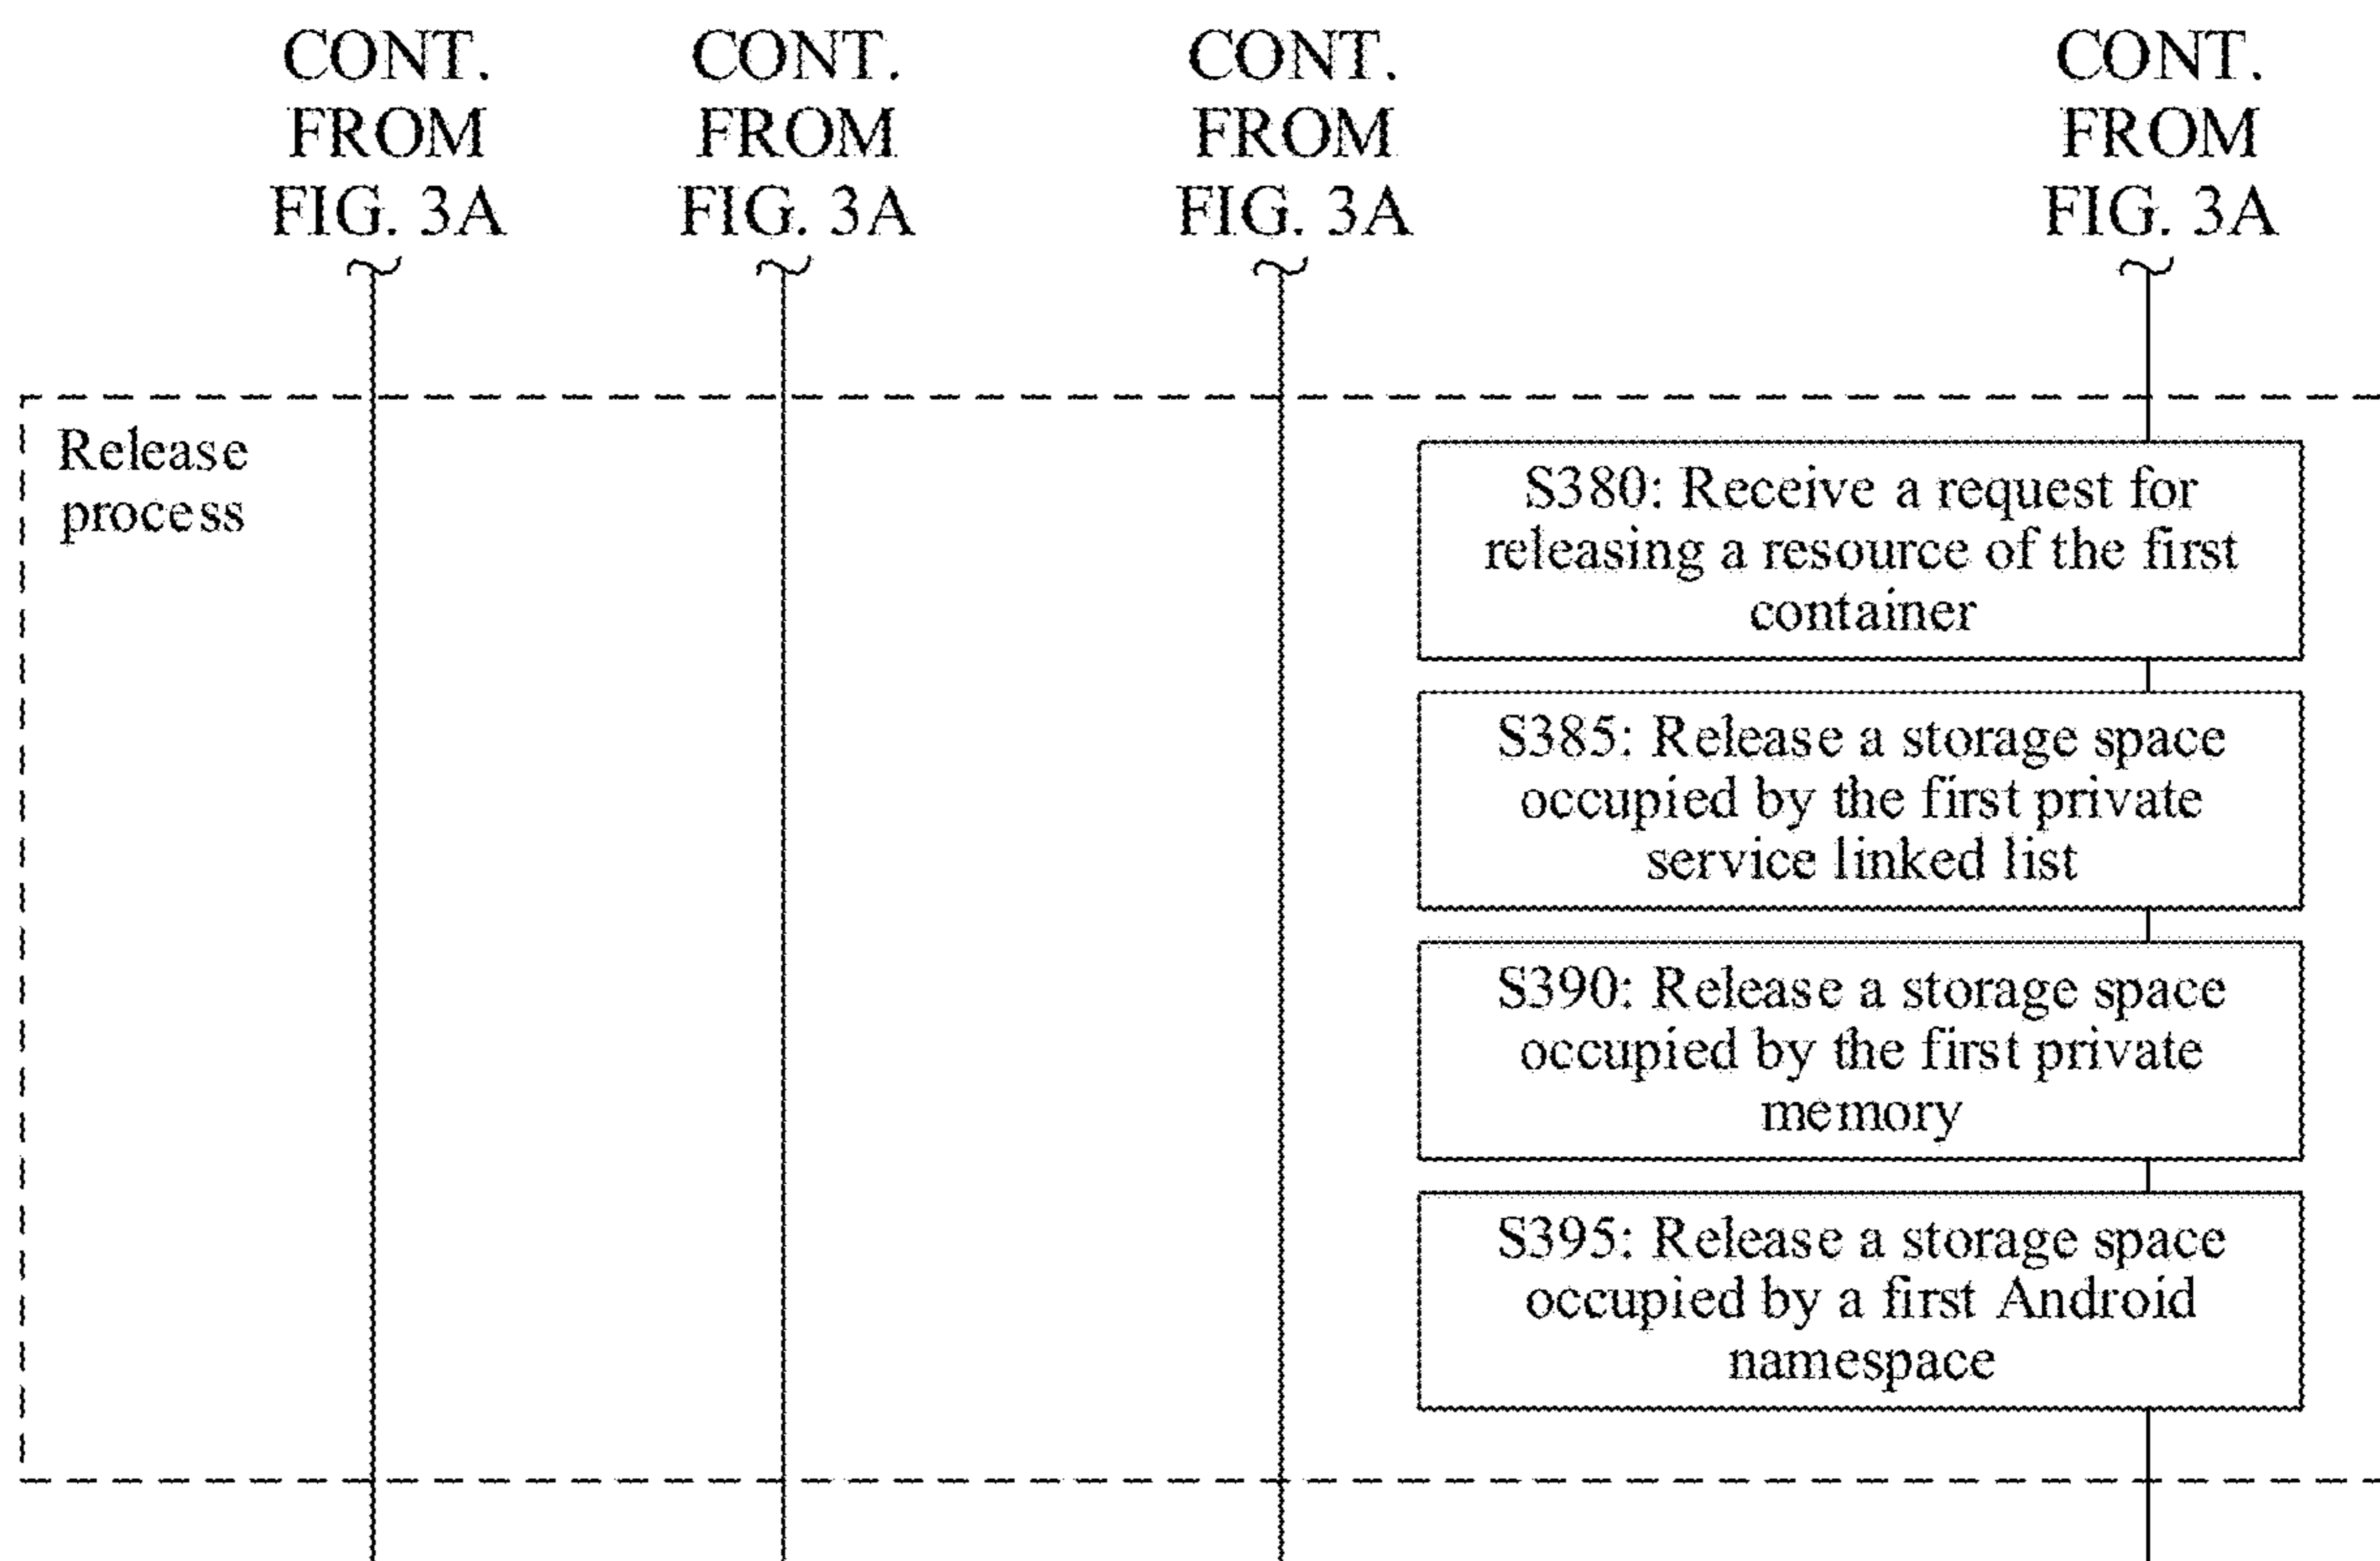 CONT.
FROM
FIG. 3A
CONT.
FROM
FIG. 3A
CONT.
FROM
FIG. 3A
CONT.
FROM
FIG. 3A
Release
process
S380: Receive a request for
releasing a resource of the first
container
S385: Release a storage space
occupied by the first private
service linked list
S390: Release a storage space
occupied by the first private
memory
S395: Release a storage space
occupied by a first Android
namespace